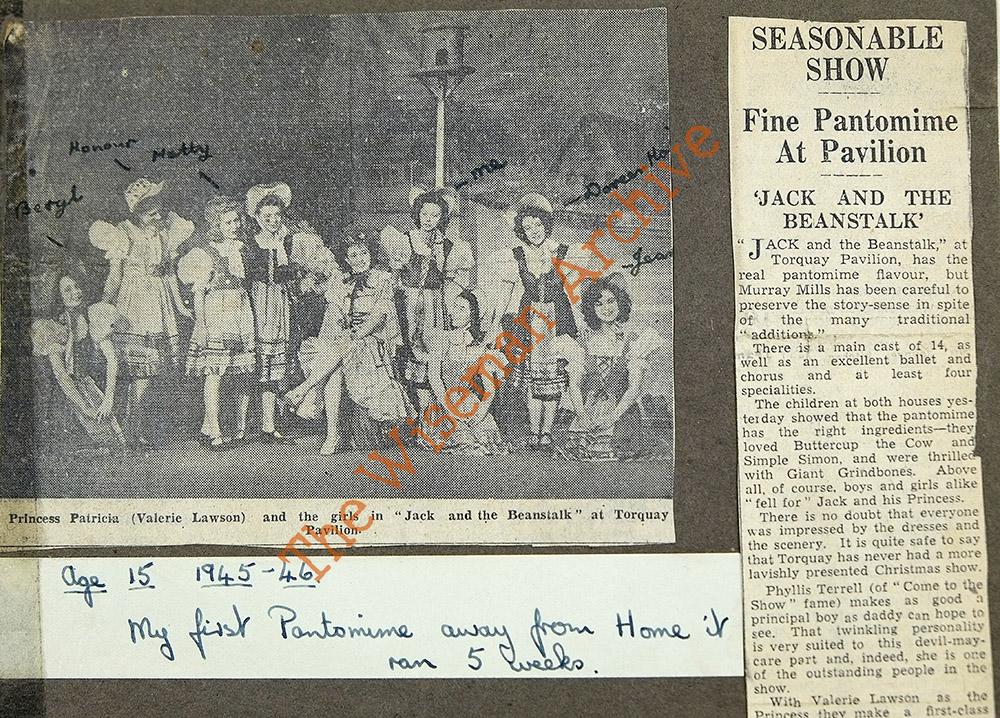 Honour
Hetty
me
Beryl
Doreen Ho
Jean
Princess Patricia (Valerie Lawson) and the girls in "Jack and the Beanstalk" at Torquay
Pavilion.
Age 15 1945-46
My first Pantomime away from Home it
ran 5 weeks.
The Wiseman Archive
SEASONABLE
SHOW
Fine Pantomime
At Pavilion
'JACK AND THE
BEANSTALK'
"JACK and the Beanstalk," at
Torquay Pavilion, has the
real pantomime flavour, but
Murray Mills has been careful to
preserve the story-sense in spite
of the many traditional
"additions."
There is a main cast of 14, as
well as an excellent ballet and
chorus and at least four
specialities.
The children at both houses yes-
terday showed that the pantomime
has the right ingredients—they
loved Buttercup the Cow and
Simple Simon, and were thrilled
with Giant Grindbones. Above
all, of course, boys and girls alike
"fell for" Jack and his Princess.
There is no doubt that everyone
was impressed by the dresses and
the scenery. It is quite safe to say
that Torquay has never had a more
lavishly presented Christmas show.
Phyllis Terrell (of "Come to the
Show" fame) makes as good a
principal boy as daddy can hope to
see. That twinkling personality
is very suited to this devil-may-
care part and, indeed, she is one
of the outstanding people in the
show.
With Valerie Lawson as the
Princess they make a first-class